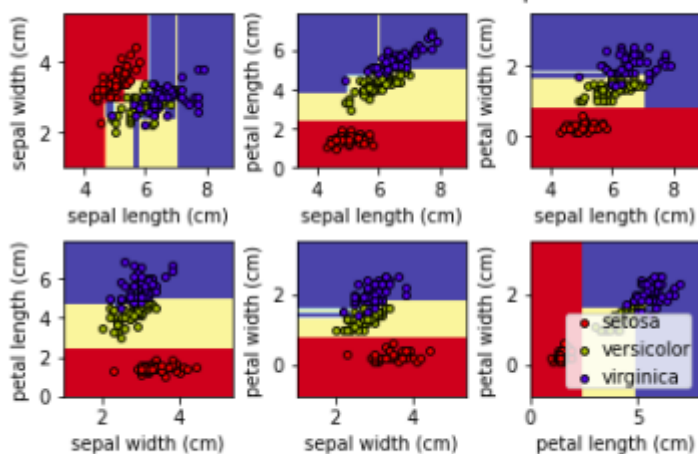 sepal width (cm)
4
2
4
6
8
sepal length (cm)
petal length (cm)
6
4
2
0
4
6
8
sepal length (cm)
petal width (cm)
2
0
4
6
8
sepal length (cm)
petal length (cm)
6
4
2
0
2
4
sepal width (cm)
petal width (cm)
2
0
2
4
sepal width (cm)
petal width (cm)
2
0
0
5
petal length (cm)
setosa
versicolor
virginica